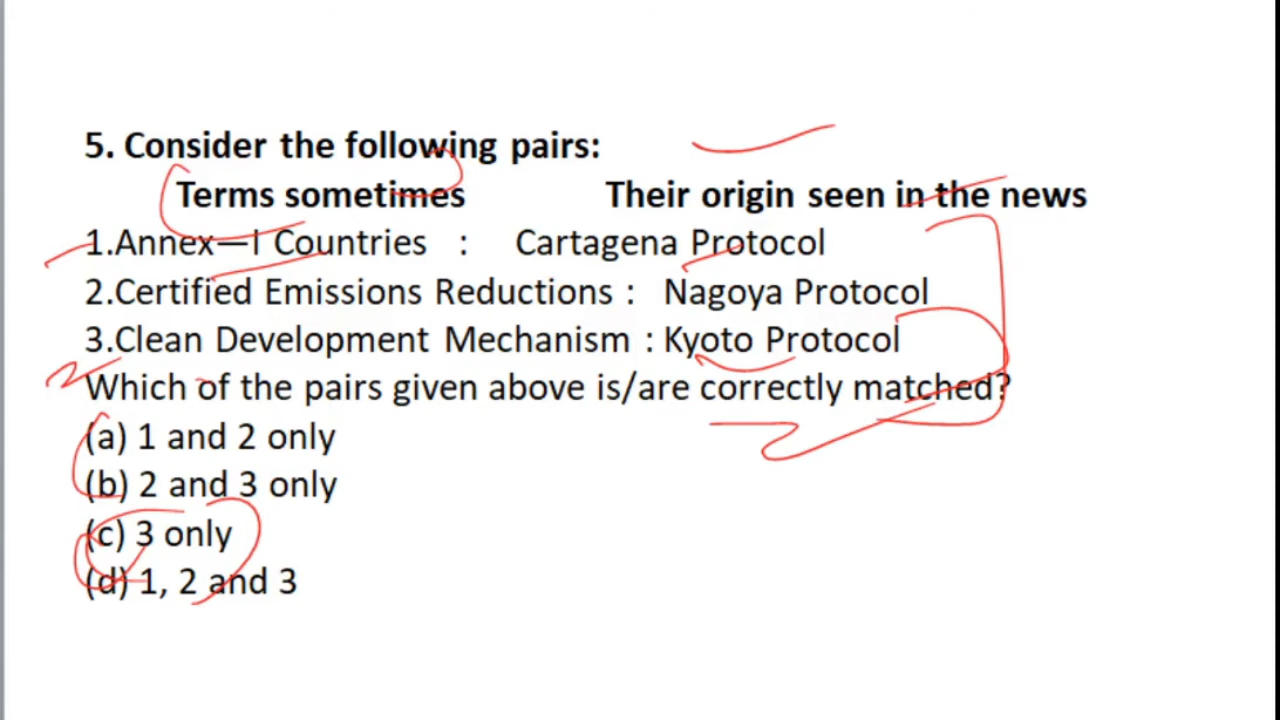 5. Consider the following pairs:
Terms sometimes Their origin seen in the news
1.Annex—I Countries : Cartagena Protocol
2.Certified Emissions Reductions : Nagoya Protocol
3.Clean Development Mechanism : Kyoto Protocol
Which of the pairs given above is/are correctly matched?
(a) 1 and 2 only
(b) 2 and 3 only
(c) 3 only
(d) 1, 2 and 3